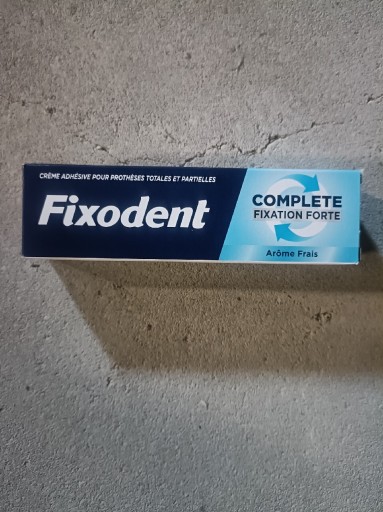 CRÈME ADHÉSIVE POUR PROTHÈSES TOTALES ET PARTIELLES
Fixodent
COMPLETE
FIXATION FORTE
Arôme Frais